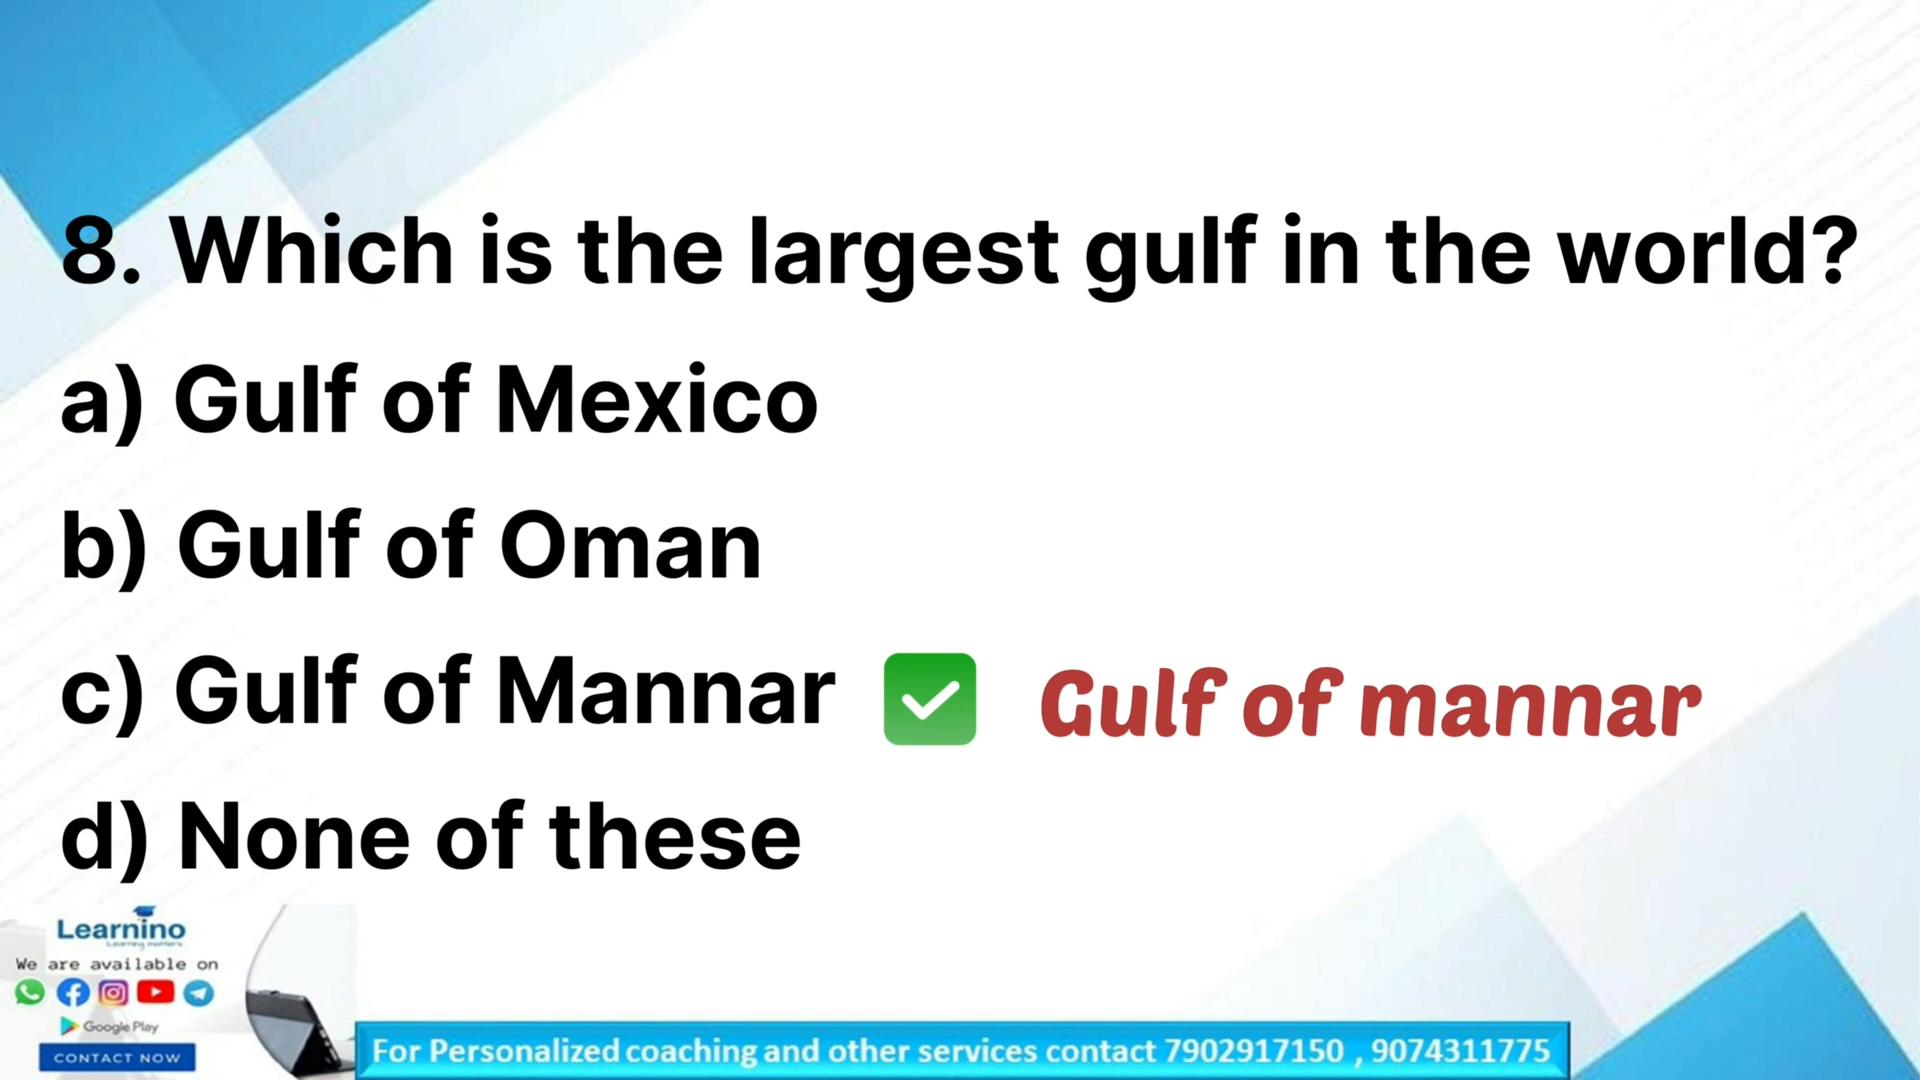 8. Which is the largest gulf in the world?
a) Gulf of Mexico
b) Gulf of Oman
c) Gulf of Mannar ✅ Gulf of mannar
d) None of these
Learnino
Learning matters
We are available on
Google Play
CONTACT NOW
For Personalized coaching and other services contact 7902917150 , 9074311775